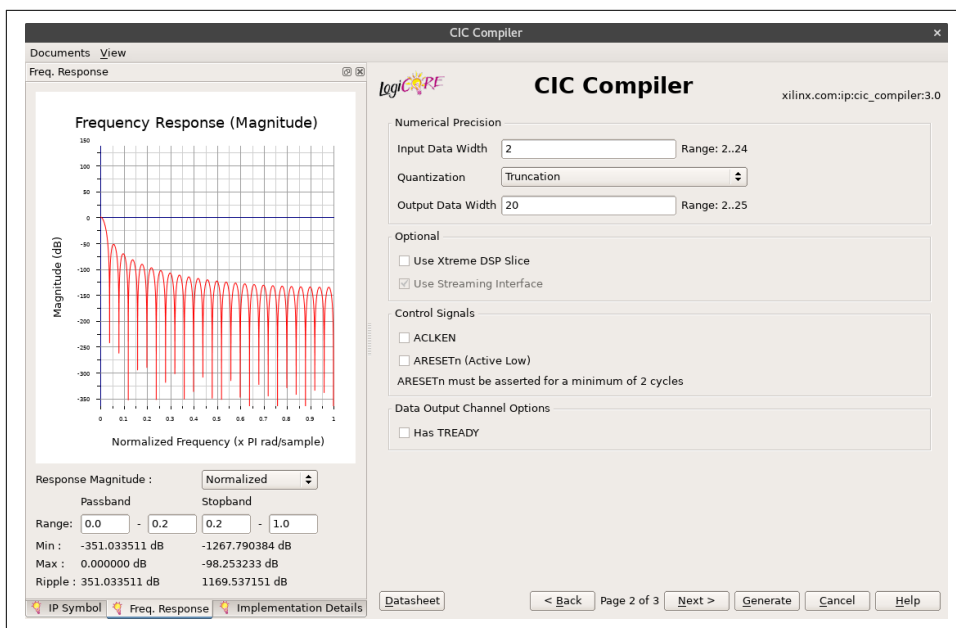 CIC Compiler ×
Documents View
Freq. Response
Frequency Response (Magnitude)
150
100
50
0
-50
-100
-150
-200
-250
-300
-350
Magnitude (dB)
0 0.1 0.2 0.3 0.4 0.5 0.6 0.7 0.8 0.9 1
Normalized Frequency (x PI rad/sample)
Response Magnitude : Normalized
Passband Stopband
Range: 0.0 - 0.2 0.2 - 1.0
Min : -351.033511 dB -1267.790384 dB
Max : 0.000000 dB -98.253233 dB
Ripple : 351.033511 dB 1169.537151 dB
IP Symbol Freq. Response Implementation Details
LogiCORE
CIC Compiler
xilinx.com:ip:cic_compiler:3.0
Numerical Precision
Input Data Width 2 Range: 2..24
Quantization Truncation
Output Data Width 20 Range: 2..25
Optional
Use Xtreme DSP Slice
Use Streaming Interface
Control Signals
ACLKEN
ARESETn (Active Low)
ARESETn must be asserted for a minimum of 2 cycles
Data Output Channel Options
Has TREADY
Datasheet < Back Page 2 of 3 Next > Generate Cancel Help